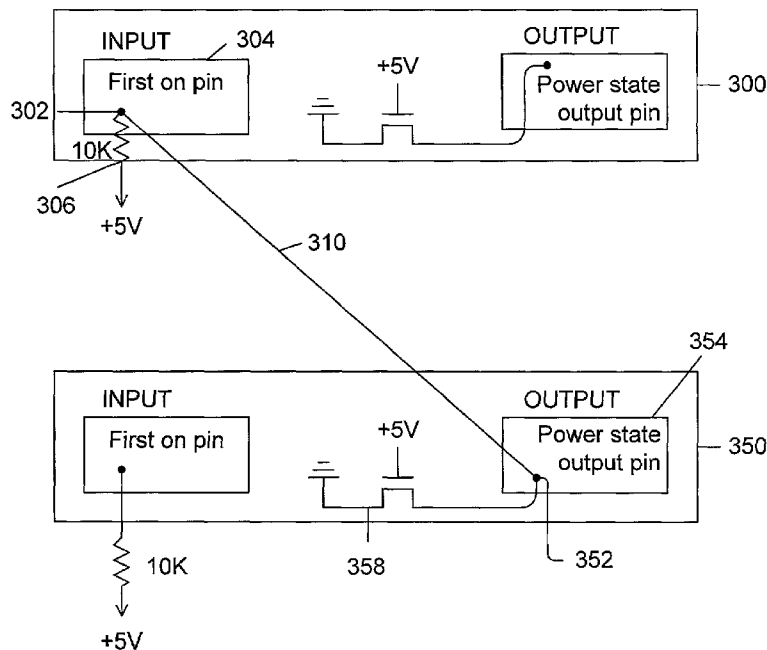 INPUT
304
First on pin
302
10K
306
+5V
+5V
OUTPUT
Power state
output pin
300
310
INPUT
First on pin
10K
+5V
+5V
358
OUTPUT
354
Power state
output pin
350
352